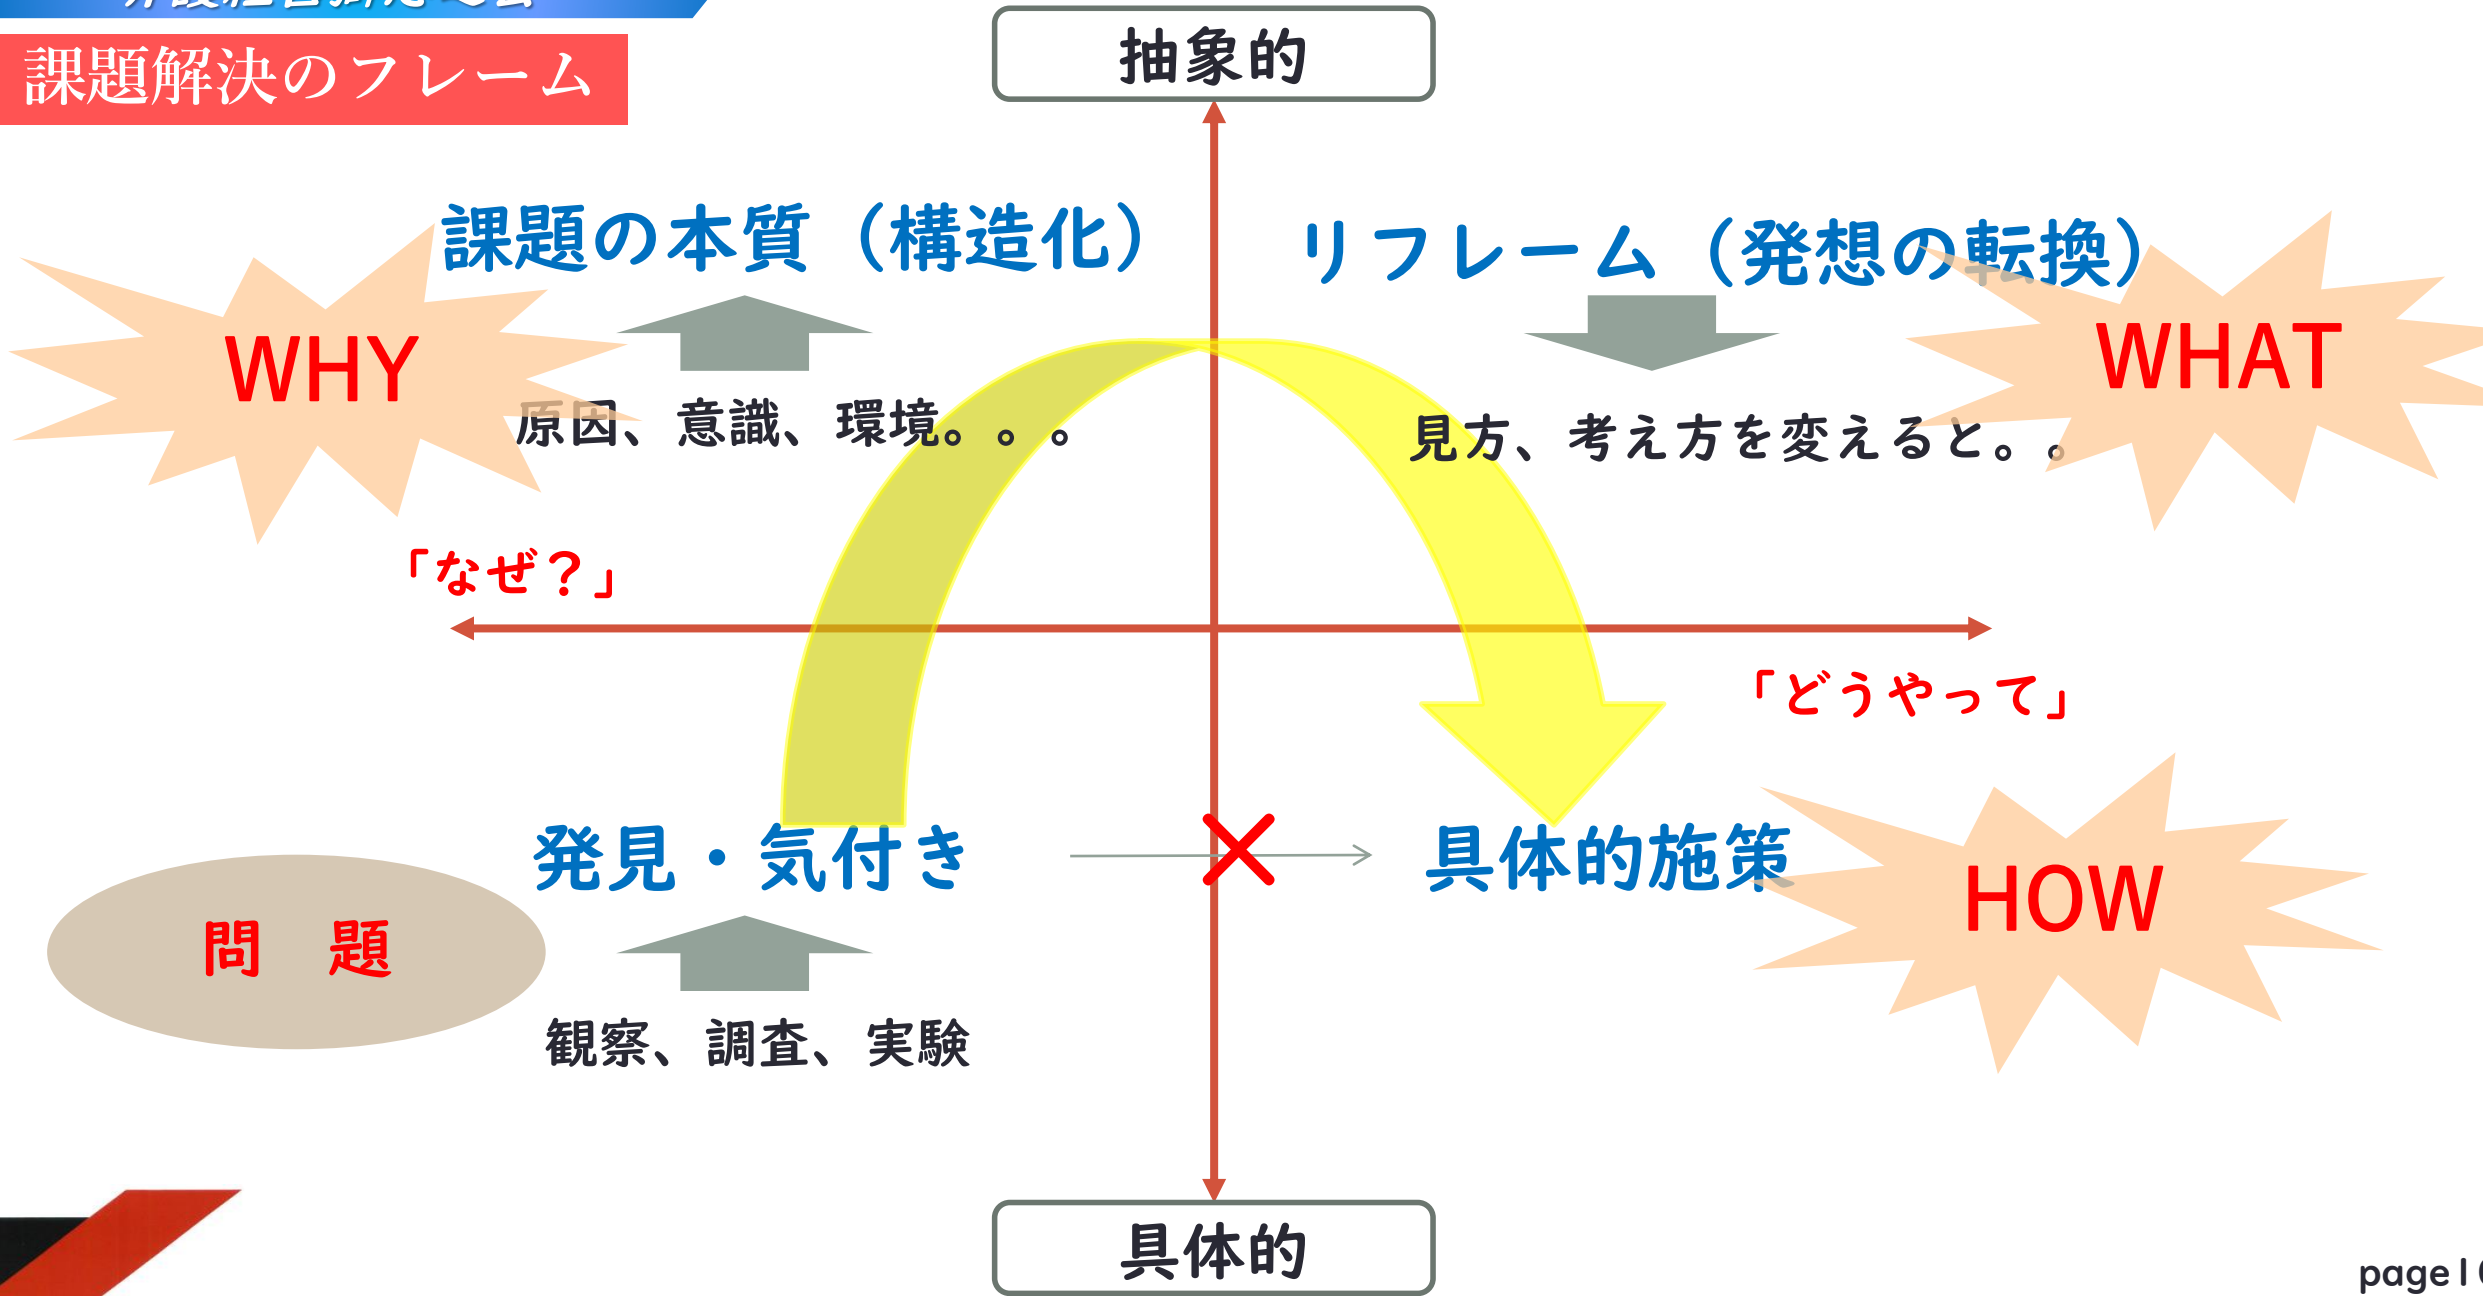 課題解決のフレーム
抽象的
課題の本質（構造化）
リフレーム（発想の転換）
WHY
WHAT
原因、意識、環境。。。
見方、考え方を変えると。。
「なぜ？」
「どうやって」
発見・気付き
具体的施策
HOW
問　題
観察、調査、実験
具体的